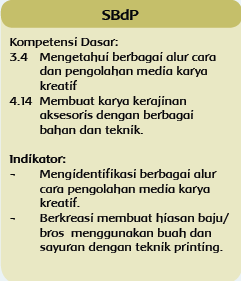 SBdP
Kompetensi Dasar:
3.4 Mengetahui berbagai alur cara
dan pengolahan media karya
kreatif
4.14 Membuat karya kerajinan
aksesoris dengan berbagai
bahan dan teknik.
Indikator:
¬ Mengidentifikasi berbagai alur
cara pengolahan media karya
kreatif.
¬ Berkreasi membuat hiasan baju/
bros menggunakan buah dan
sayuran dengan teknik printing.